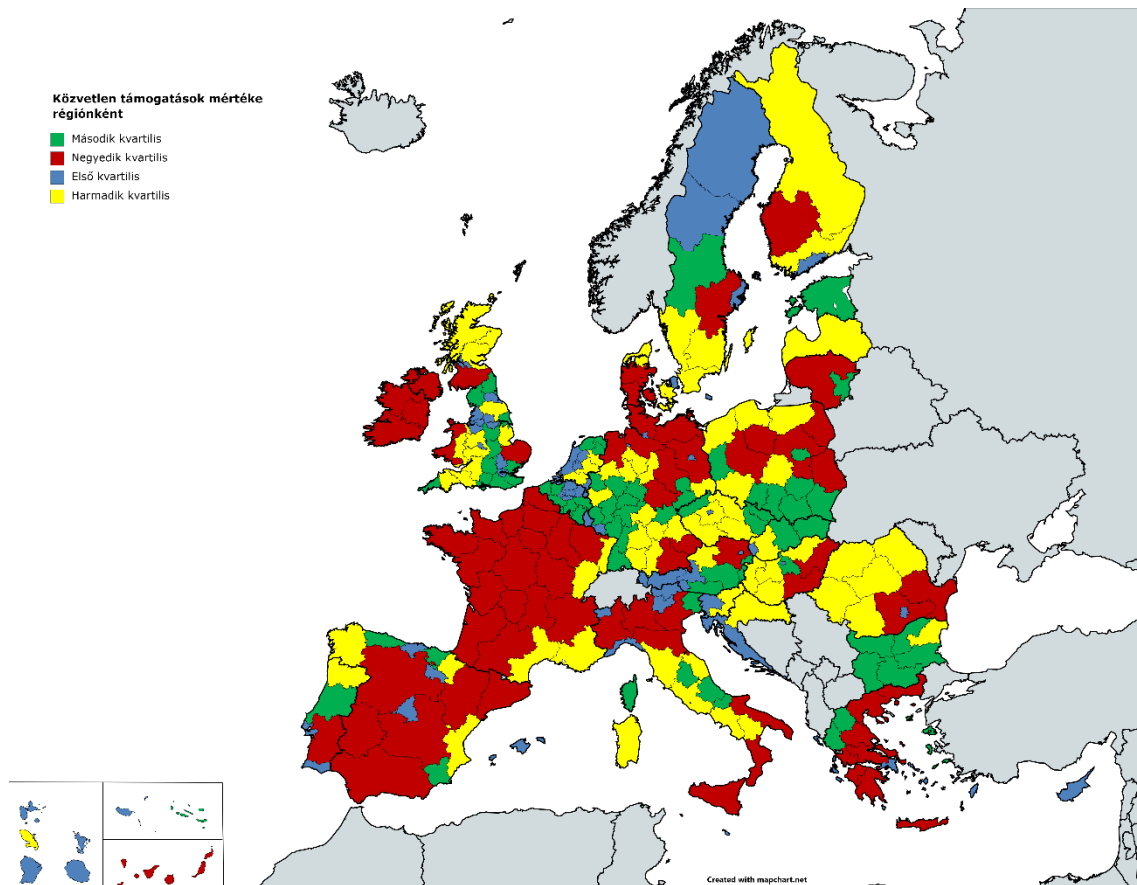 Közvetlen támogatások mértéke
régiónként
Második kvartilis
Negyedik kvartilis
Első kvartilis
Harmadik kvartilis
Created with mapchart.net